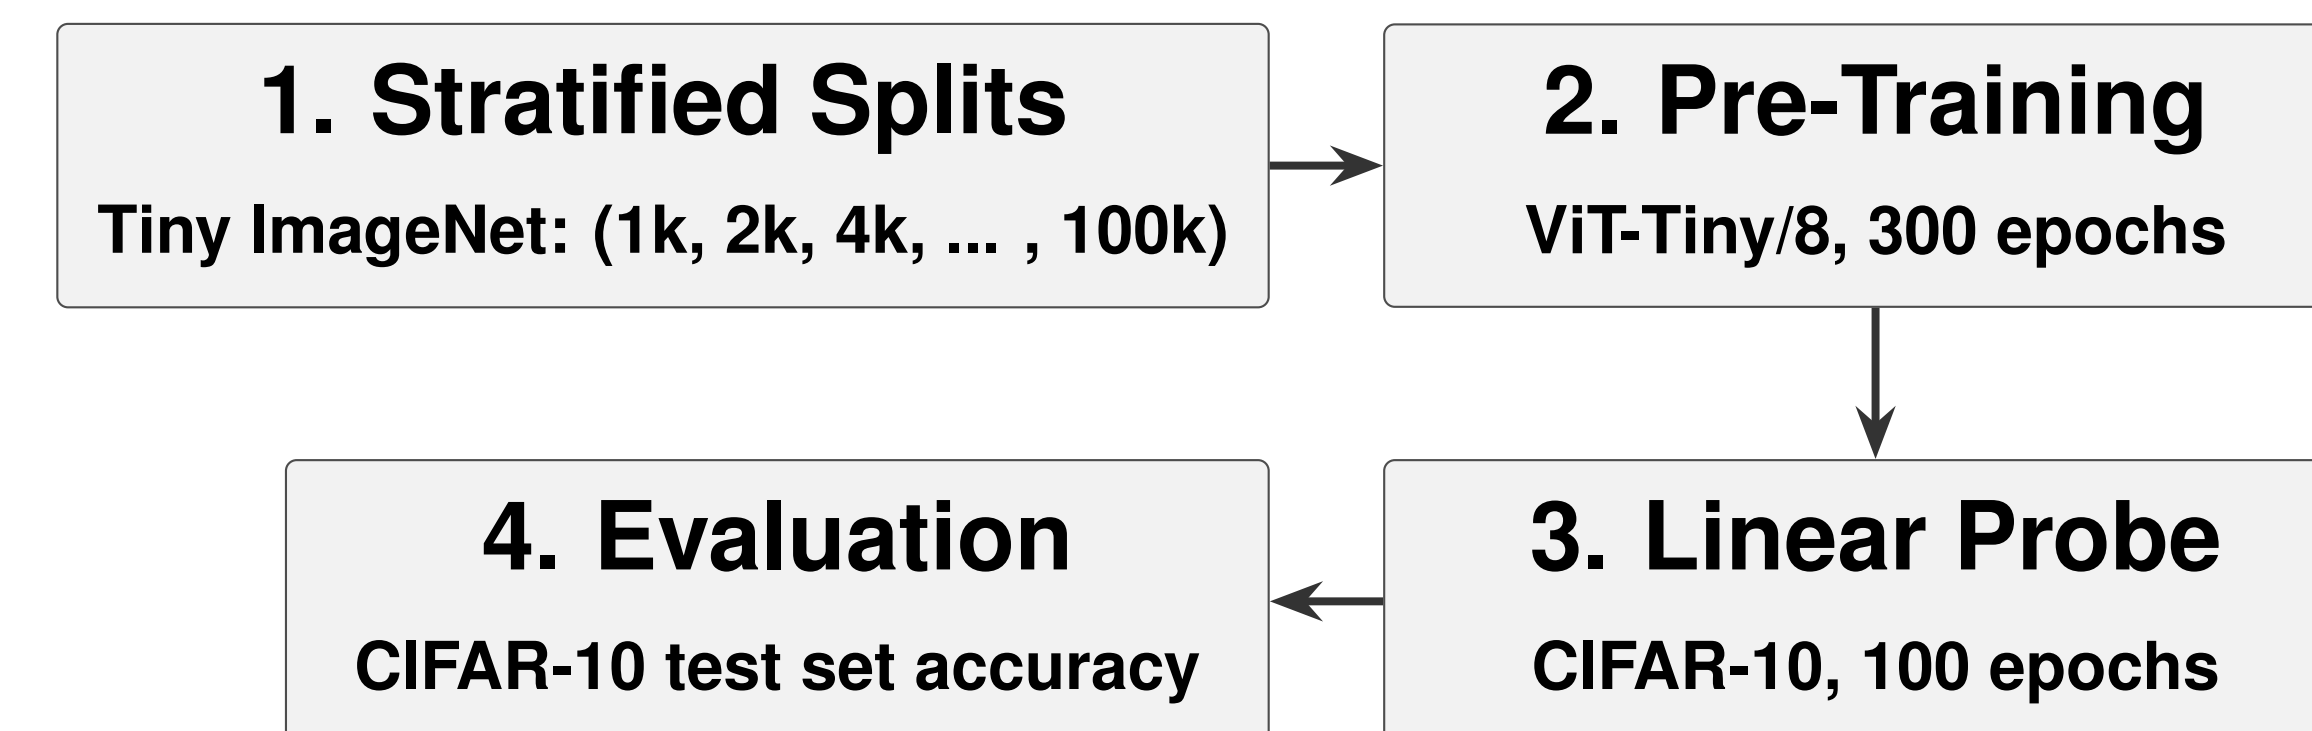 1. Stratified Splits
Tiny ImageNet: (1k, 2k, 4k, ... , 100k)
2. Pre-Training
ViT-Tiny/8, 300 epochs
3. Linear Probe
CIFAR-10, 100 epochs
4. Evaluation
CIFAR-10 test set accuracy